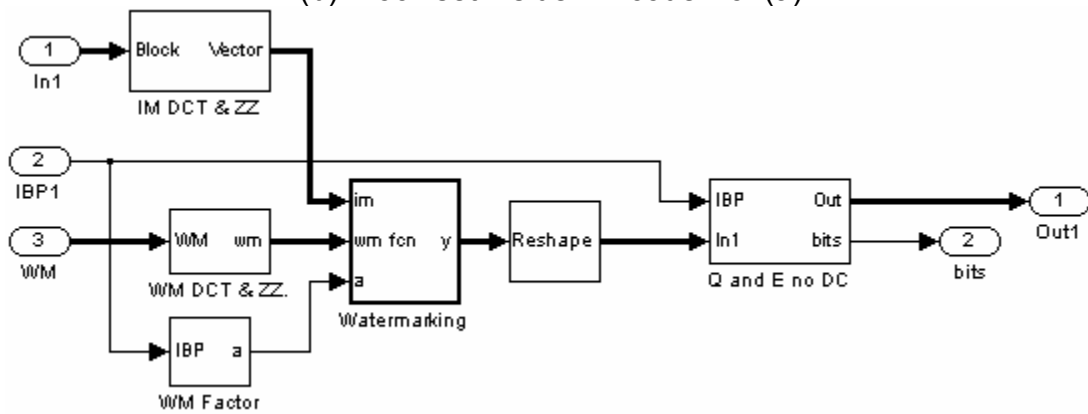 1
In1
Block Vector
IM DCT & ZZ
2
IBP1
3
WM
WM wm
WM DCT & ZZ.
IBP a
WM Factor
im
wm fcn y
a
Watermarking
Reshape
IBP Out
In1 bits
Q and E no DC
1
Out1
2
bits